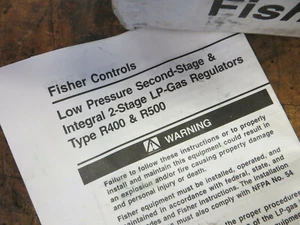 Fish
Fisher Controls
Low Pressure Second-Stage &
Integral 2-Stage LP-Gas Regulators
Type R400 & R500
WARNING
Failure to follow these instructions or to properly
install and maintain this equipment could result in
an explosion and/or fire causing property damage
and personal injury or death.
Fisher equipment must be installed, operated, and
maintained in accordance with federal, state, and
codes and Fisher instructions. The installation
must also comply with NFPA No. 54
the proper procedure
of the LP-gas